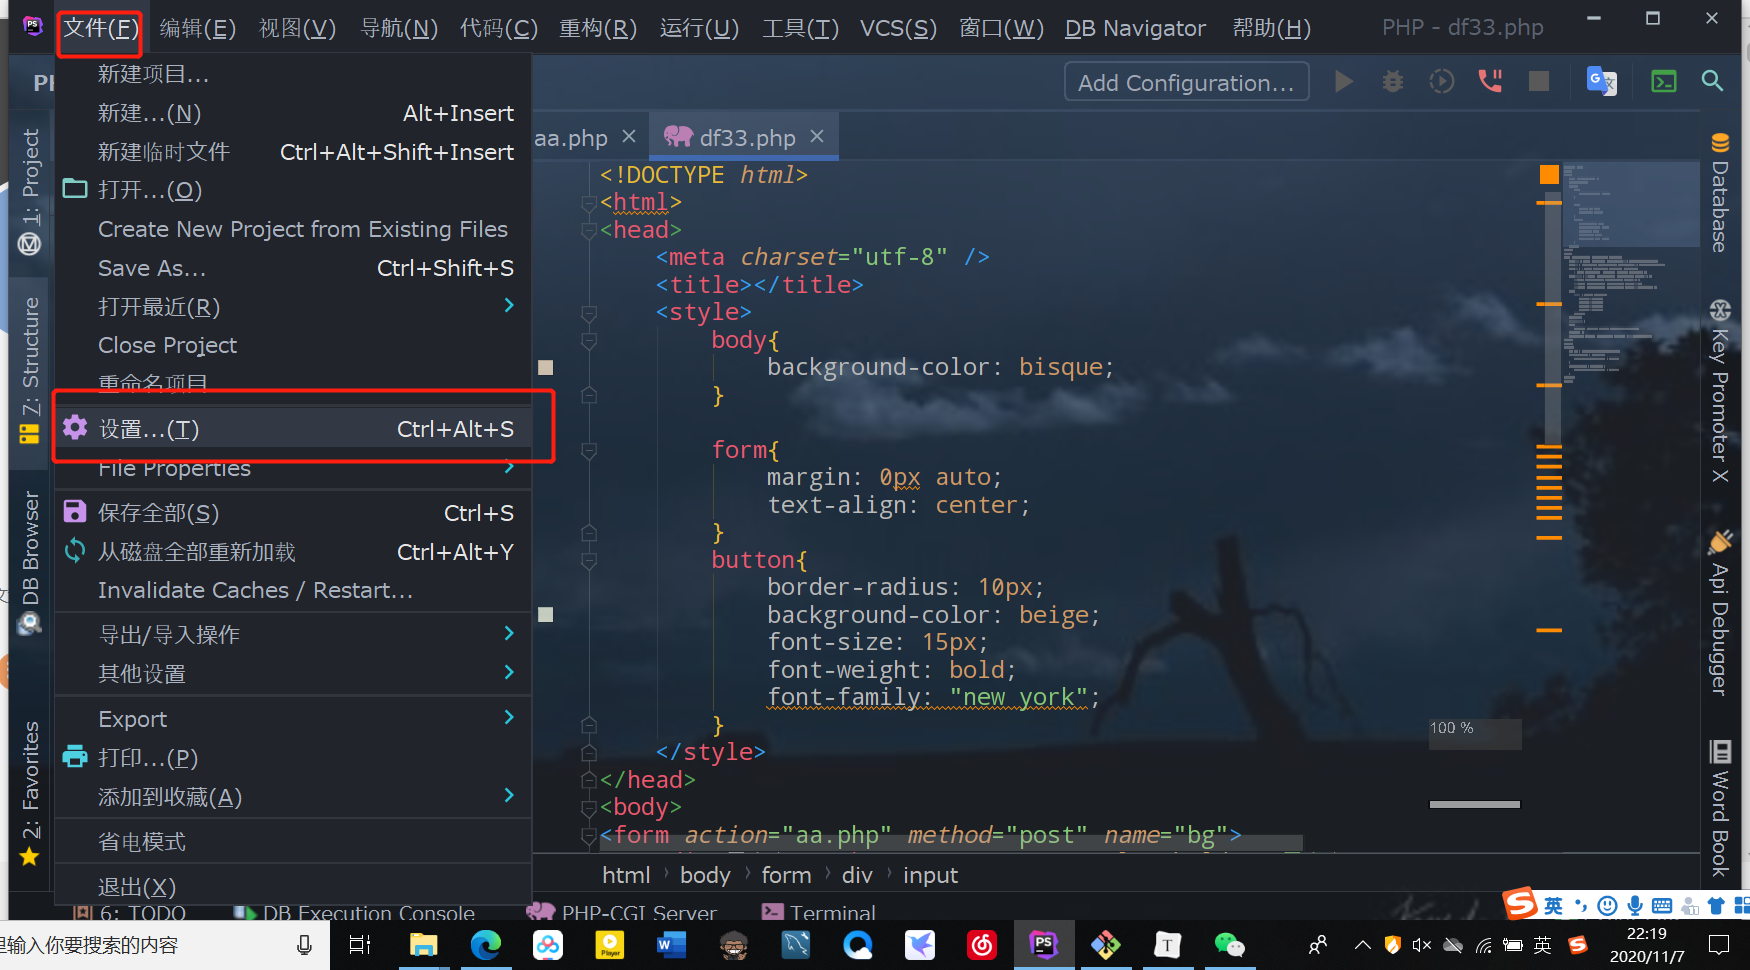 文件(F) 编辑(E) 视图(V) 导航(N) 代码(C) 重构(R) 运行(U) 工具(T) VCS(S) 窗口(W) DB Navigator 帮助(H) PHP - df33.php
Add Configuration...
新建项目...
新建...(N) Alt+Insert
新建临时文件 Ctrl+Alt+Shift+Insert
打开...(O)
Create New Project from Existing Files
Save As... Ctrl+Shift+S
打开最近(R)
Close Project
重命名项目
设置...(T) Ctrl+Alt+S
File Properties
保存全部(S) Ctrl+S
从磁盘全部重新加载 Ctrl+Alt+Y
Invalidate Caches / Restart...
导出/导入操作
其他设置
Export
打印...(P)
添加到收藏(A)
省电模式
退出(X)
1: Project
7: Structure
DB Browser
2: Favorites
aa.php df33.php
<!DOCTYPE html>
<html>
<head>
<meta charset="utf-8" />
<title></title>
<style>
body{
background-color: bisque;
}
form{
margin: 0px auto;
text-align: center;
}
button{
border-radius: 10px;
background-color: beige;
font-size: 15px;
font-weight: bold;
font-family: "new york";
}
</style>
</head>
<body>
<form action="aa.php" method="post" name="bg">
100 %
html body form div input
Database
Key Promoter X
Api Debugger
Word Book
6: TODO DB Execution Console PHP-CGI Server Terminal
英
里输入你要搜索的内容
英
22:19
2020/11/7